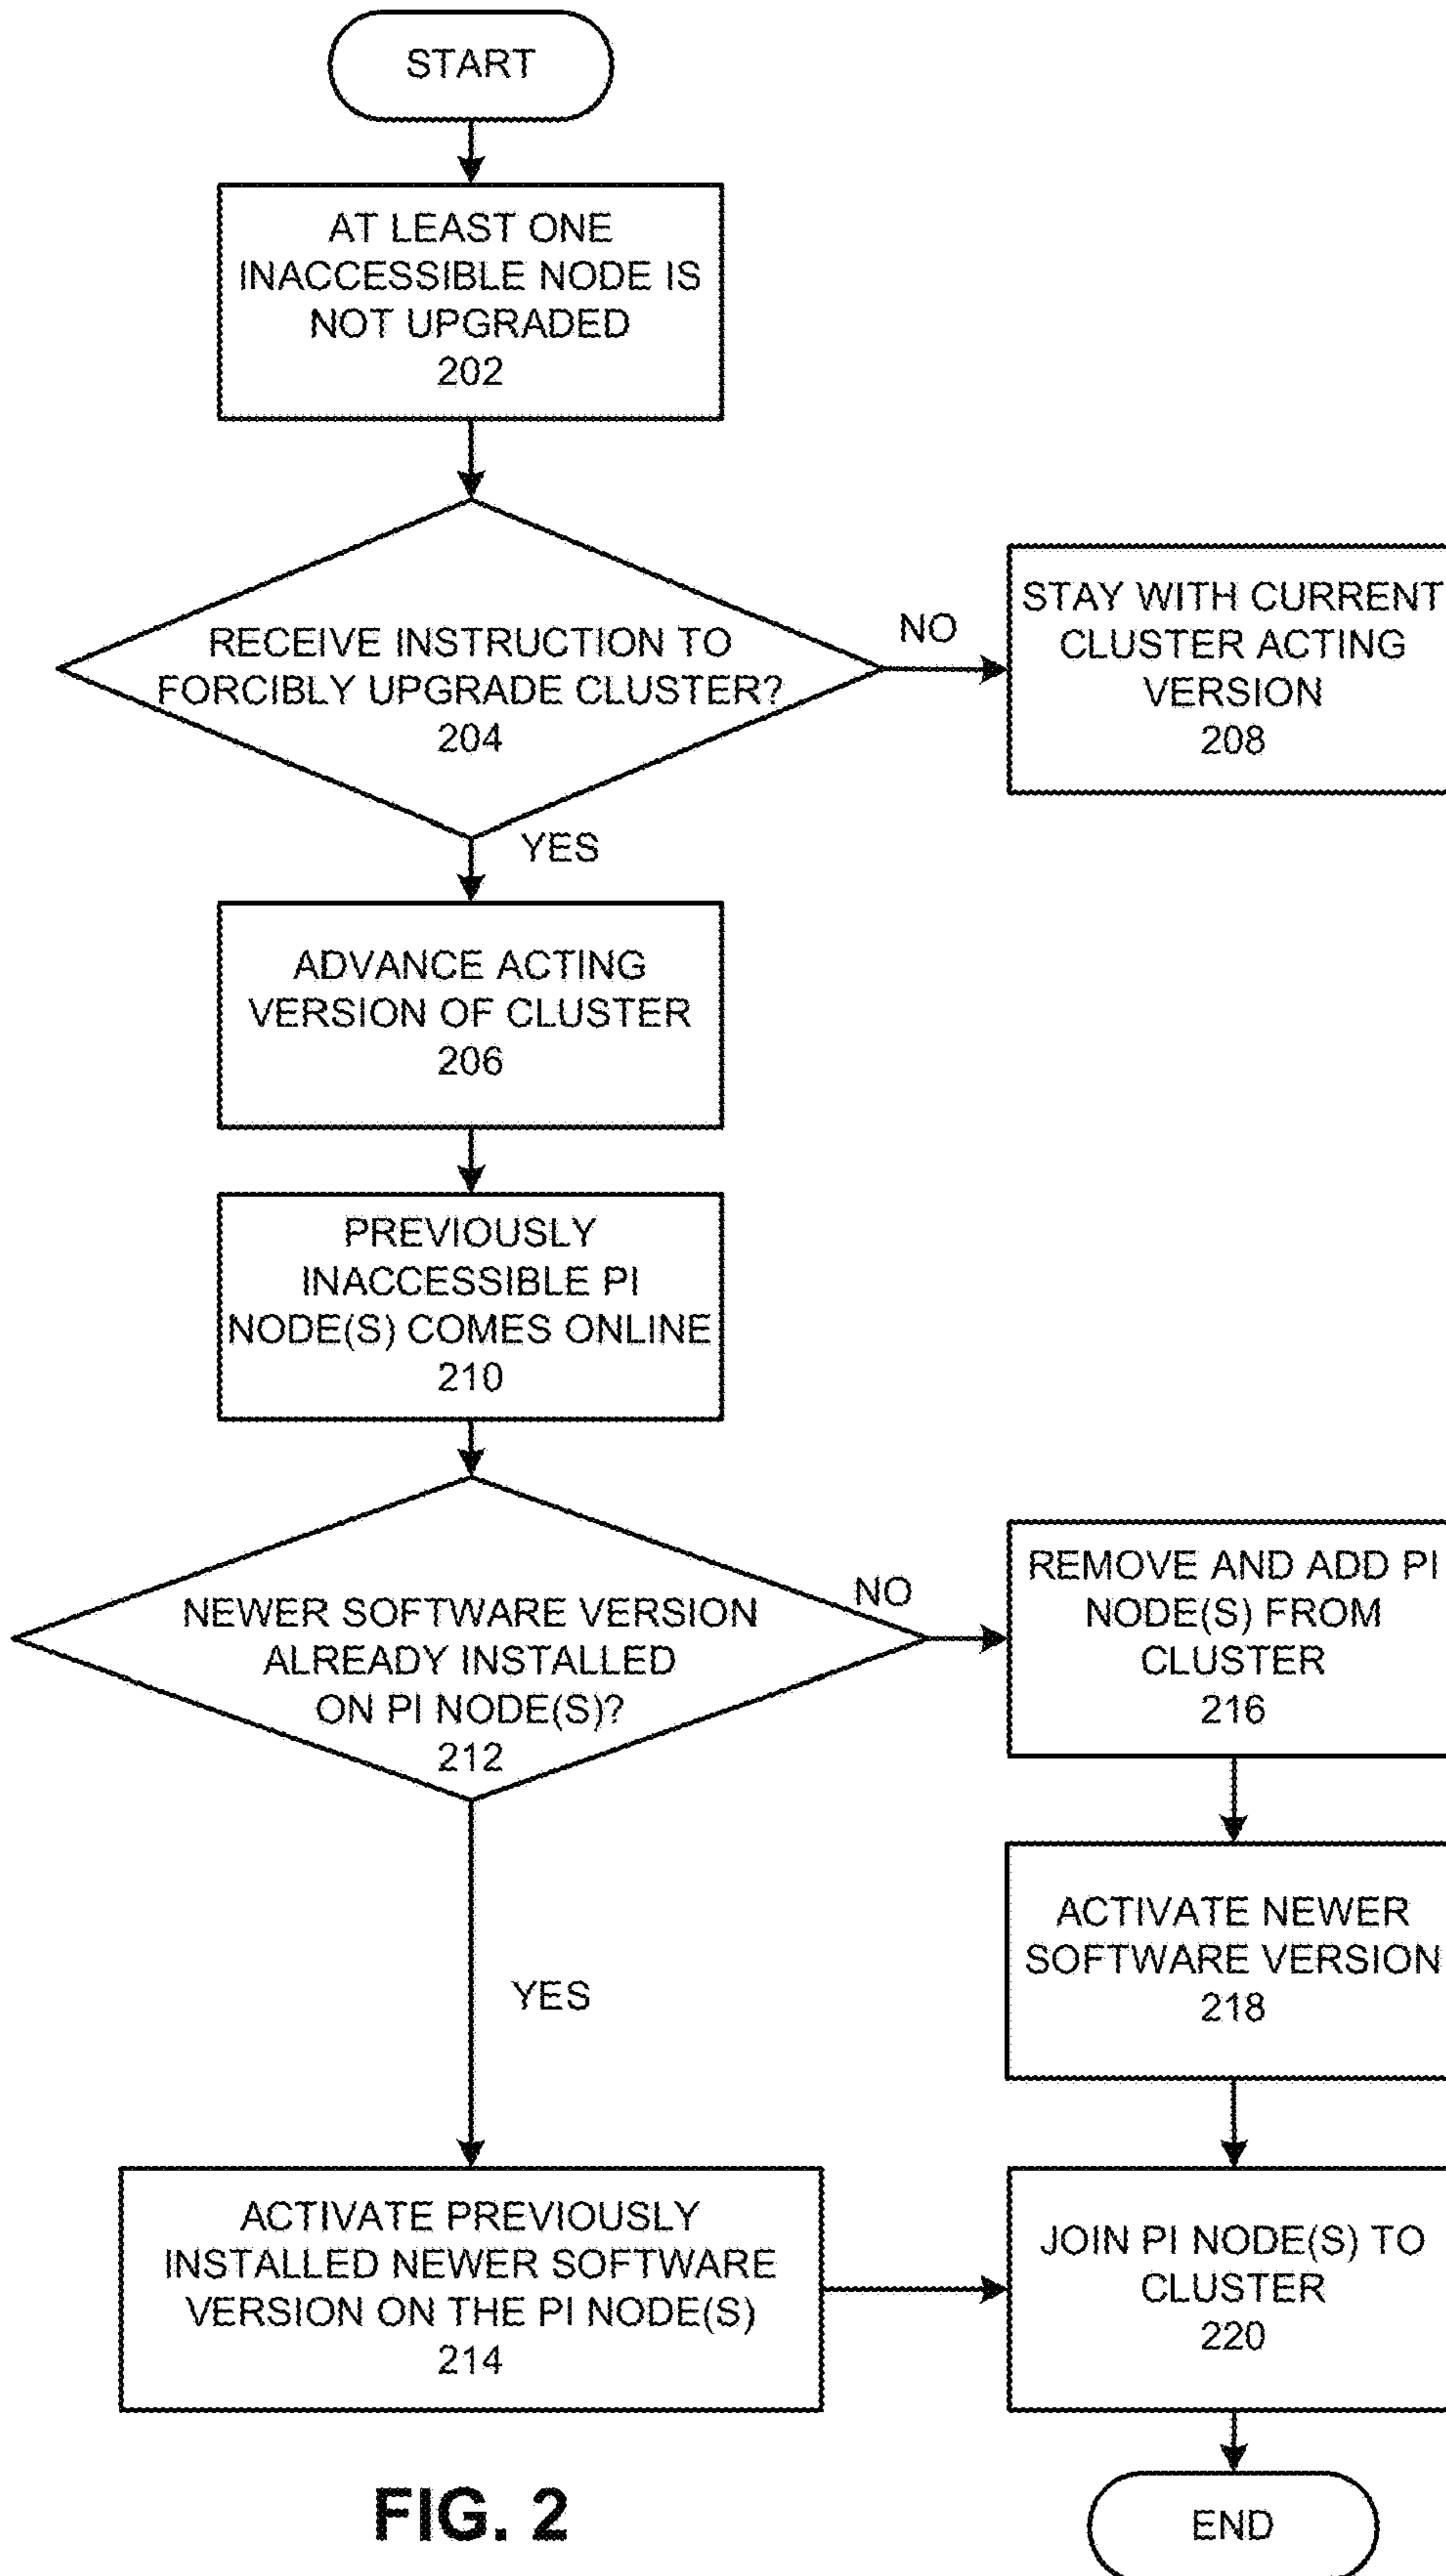 START
AT LEAST ONE
INACCESSIBLE NODE IS
NOT UPGRADED
202
RECEIVE INSTRUCTION TO
FORCIBLY UPGRADE CLUSTER?
204
NO
STAY WITH CURRENT
CLUSTER ACTING
VERSION
208
YES
ADVANCE ACTING
VERSION OF CLUSTER
206
PREVIOUSLY
INACCESSIBLE PI
NODE(S) COMES ONLINE
210
NEWER SOFTWARE VERSION
ALREADY INSTALLED
ON PI NODE(S)?
212
NO
REMOVE AND ADD PI
NODE(S) FROM
CLUSTER
216
ACTIVATE NEWER
SOFTWARE VERSION
218
YES
ACTIVATE PREVIOUSLY
INSTALLED NEWER SOFTWARE
VERSION ON THE PI NODE(S)
214
JOIN PI NODE(S) TO
CLUSTER
220
END
FIG. 2